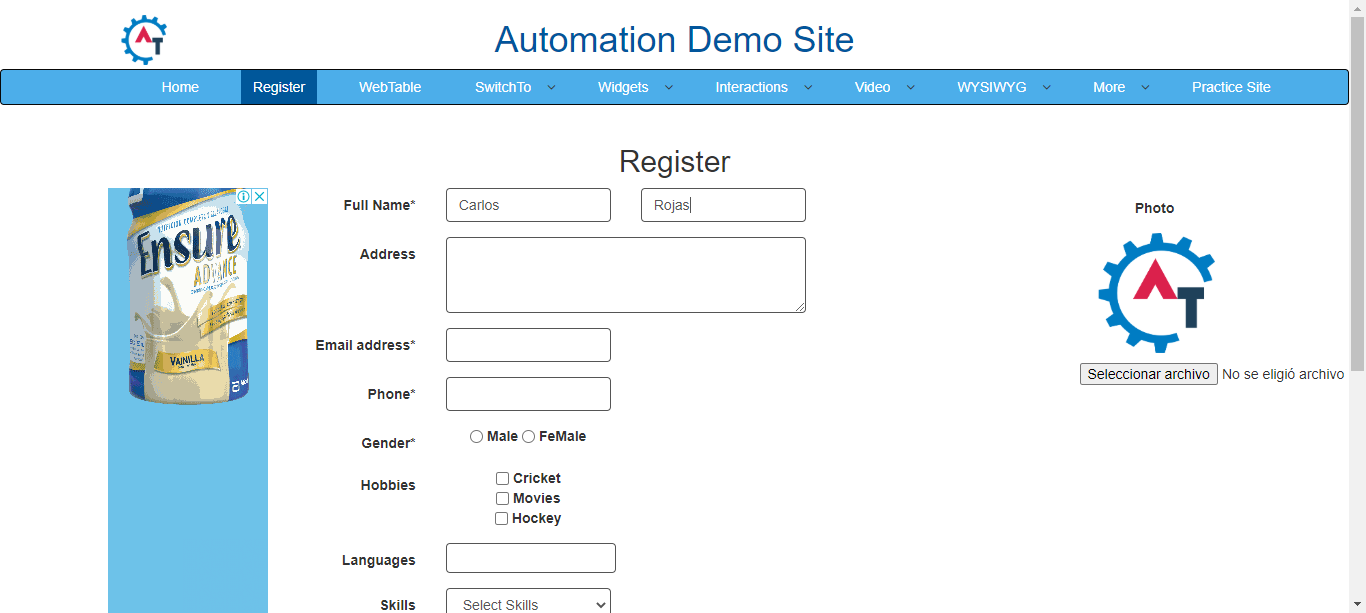 AT
Automation Demo Site
Home Register WebTable SwitchTo Widgets Interactions Video WYSIWYG More Practice Site
Register
Full Name* Carlos Rojas
Photo
Address
AT
Ensure
ADVANCE
VAINILLA
Email address*
Seleccionar archivo No se eligió archivo
Phone*
Gender* Male FeMale
Hobbies Cricket
Movies
Hockey
Languages
Skills Select Skills